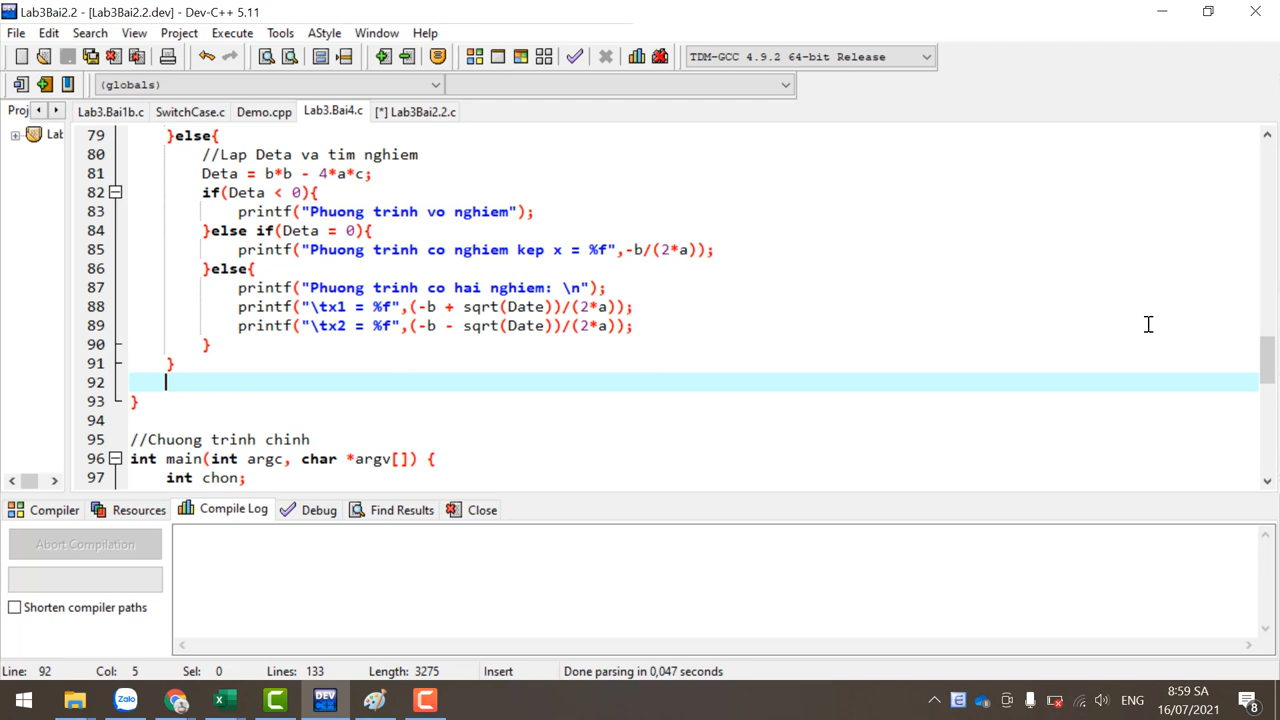 Lab3Bai2.2 - [Lab3Bai2.2.dev] - Dev-C++ 5.11
File Edit Search View Project Execute Tools AStyle Window Help
TDM-GCC 4.9.2 64-bit Release
(globals)
Proj Lab3.Bai1b.c SwitchCase.c Demo.cpp Lab3.Bai4.c [*] Lab3Bai2.2.c
Lab
79 }else{
80 //Lap Deta va tim nghiem
81 Deta = b*b - 4*a*c;
82 if(Deta < 0){
83 printf("Phuong trinh vo nghiem");
84 }else if(Deta = 0){
85 printf("Phuong trinh co nghiem kep x = %f",-b/(2*a));
86 }else{
87 printf("Phuong trinh co hai nghiem: \n");
88 printf("\tx1 = %f",(-b + sqrt(Date))/(2*a));
89 printf("\tx2 = %f",(-b - sqrt(Date))/(2*a));
90 }
91 }
92
93 }
94
95 //Chuong trinh chinh
96 int main(int argc, char *argv[]) {
97 int chon;
Compiler Resources Compile Log Debug Find Results Close
Abort Compilation
Shorten compiler paths
Line: 92 Col: 5 Sel: 0 Lines: 133 Length: 3275 Insert Done parsing in 0,047 seconds
Zalo DEV ENG 8:59 SA
16/07/2021 8